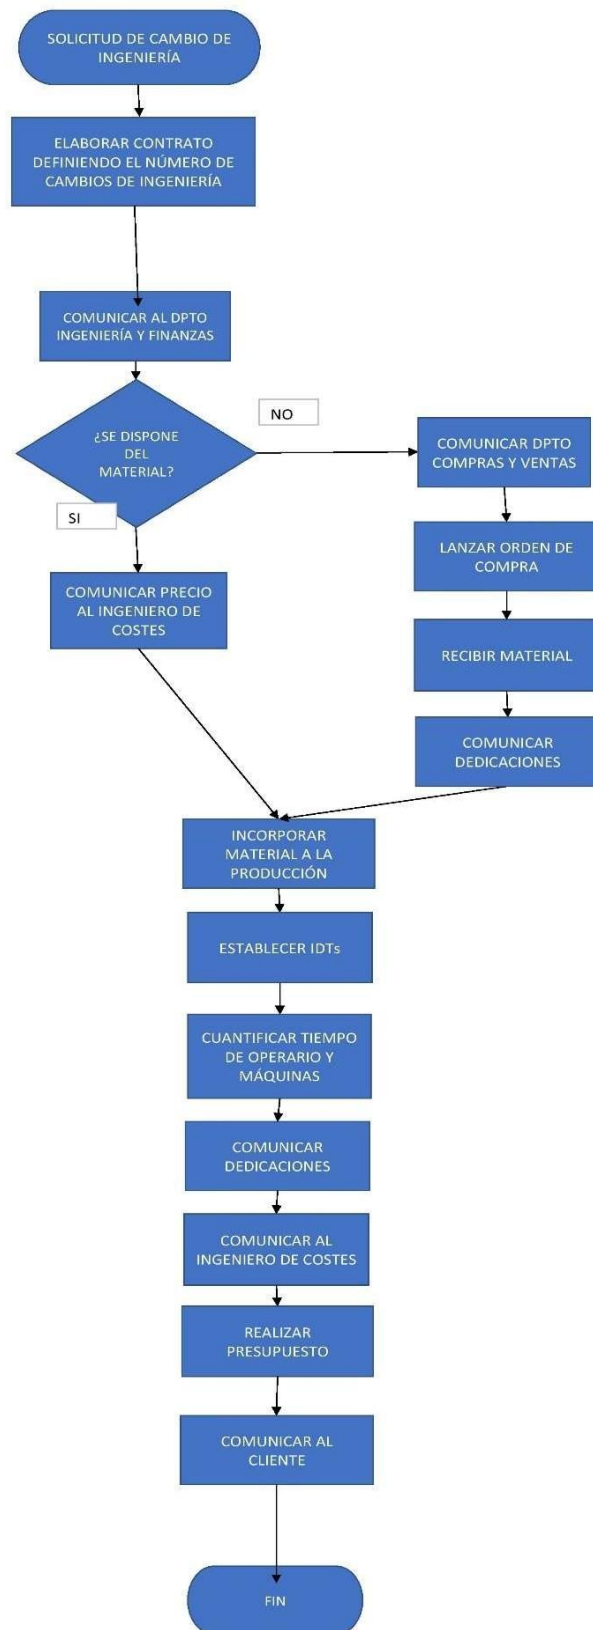 SOLICITUD DE CAMBIO DE
INGENIERÍA
ELABORAR CONTRATO
DEFINIENDO EL NÚMERO DE
CAMBIOS DE INGENIERÍA
COMUNICAR AL DPTO
INGENIERÍA Y FINANZAS
¿SE DISPONE
DEL
MATERIAL?
NO
COMUNICAR DPTO
COMPRAS Y VENTAS
SI
LANZAR ORDEN DE
COMPRA
COMUNICAR PRECIO
AL INGENIERO DE
COSTES
RECIBIR MATERIAL
COMUNICAR
DEDICACIONES
INCORPORAR
MATERIAL A LA
PRODUCCIÓN
ESTABLECER IDTs
CUANTIFICAR TIEMPO
DE OPERARIO Y
MÁQUINAS
COMUNICAR
DEDICACIONES
COMUNICAR AL
INGENIERO DE COSTES
REALIZAR
PRESUPUESTO
COMUNICAR AL
CLIENTE
FIN